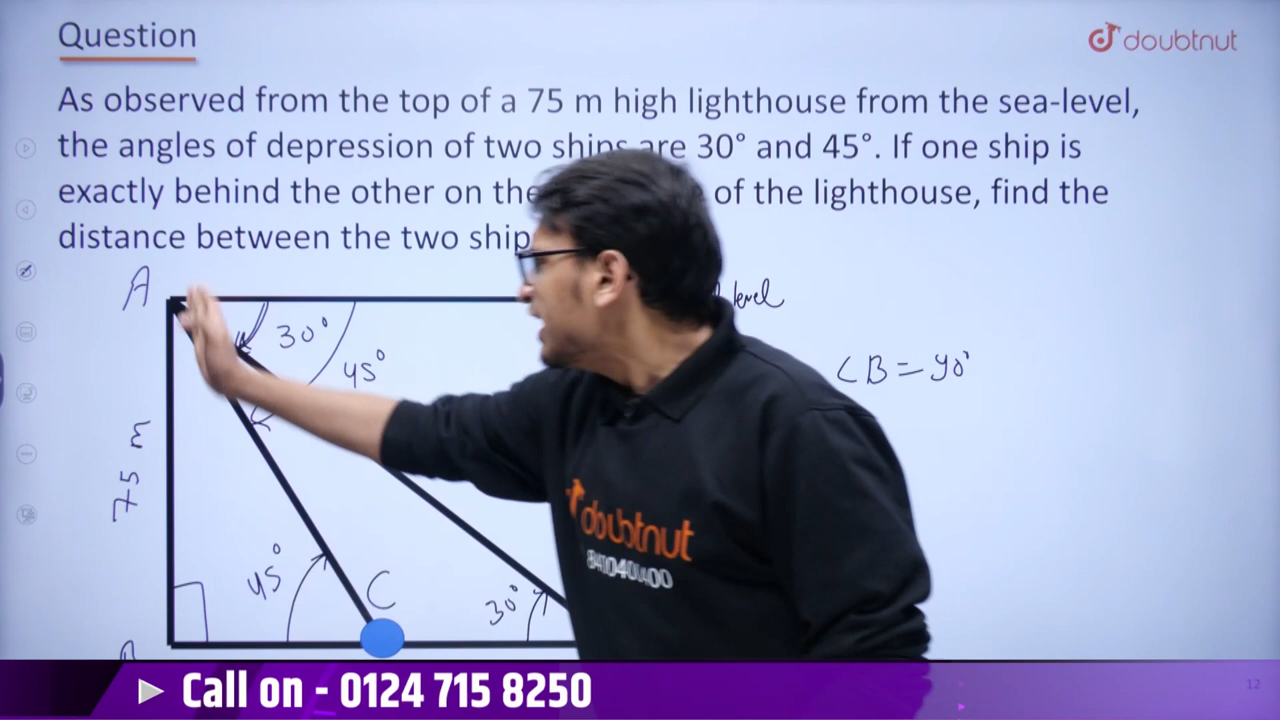 Question
doubtnut
As observed from the top of a 75 m high lighthouse from the sea-level,
the angles of depression of two ships are 30° and 45°. If one ship is
exactly behind the other on the of the lighthouse, find the
distance between the two ship
A
level
30°
45°
∠B = 90°
75 m
45°
C
30°
doubtnut
8410401400
Call on - 0124 715 8250
12